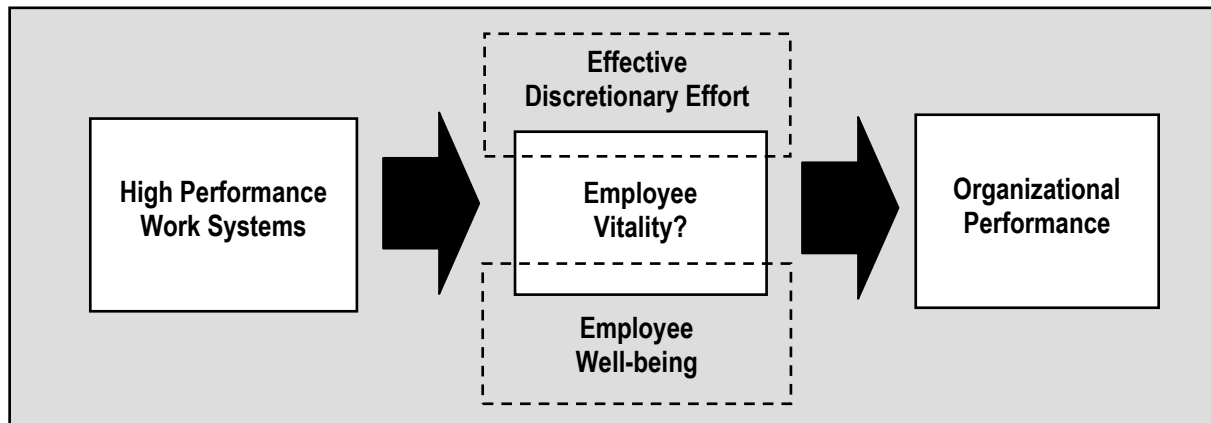 High Performance
Work Systems
Effective
Discretionary Effort
Employee
Vitality?
Employee
Well-being
Organizational
Performance